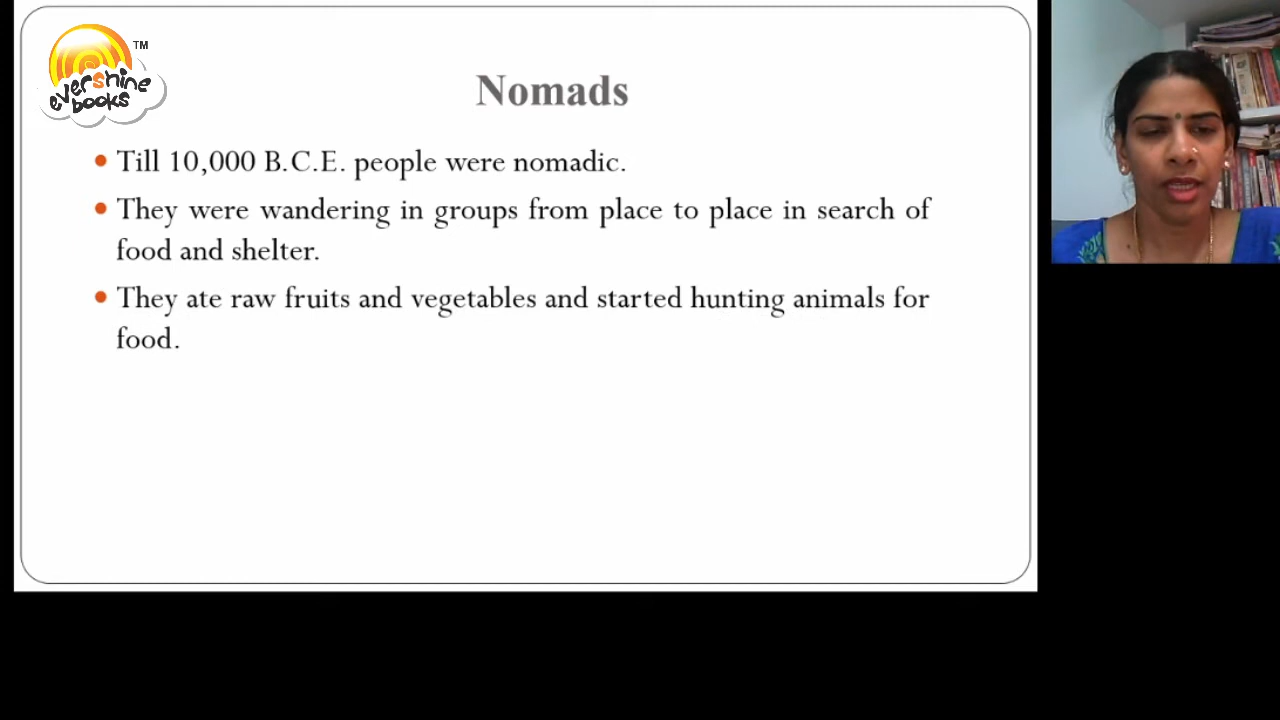 evershine
books
TM
Nomads
• Till 10,000 B.C.E. people were nomadic.
• They were wandering in groups from place to place in search of
food and shelter.
• They ate raw fruits and vegetables and started hunting animals for
food.